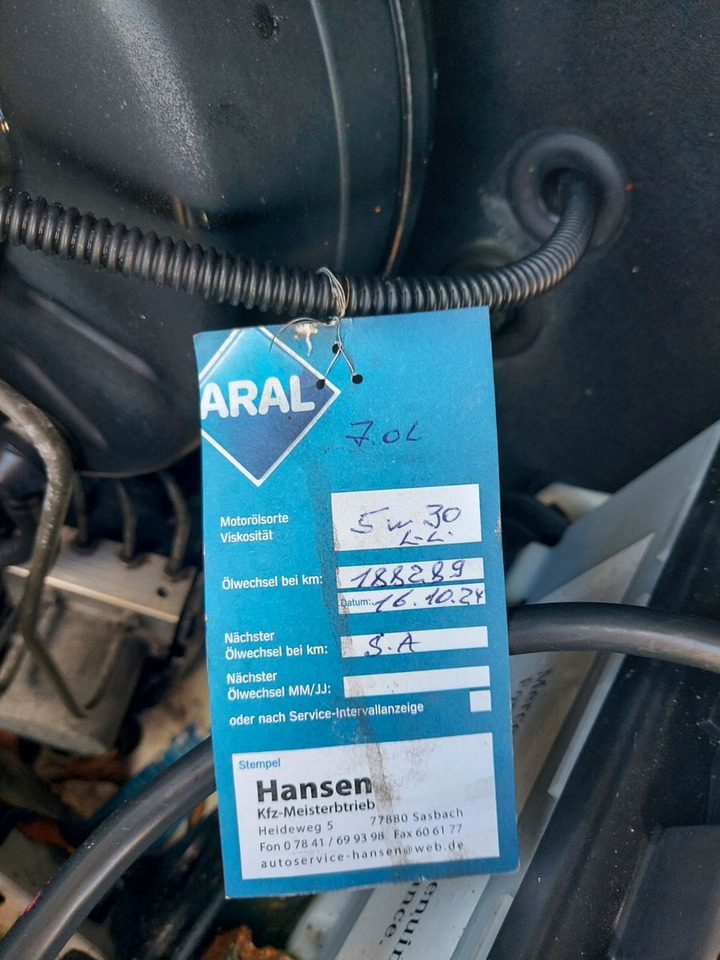 ARAL
7.0L
Motorölsorte
Viskosität
5w30
L.L.
Ölwechsel bei km: 188289
Datum: 16.10.24
Nächster
Ölwechsel bei km: S.A
Nächster
Ölwechsel MM/JJ:
oder nach Service-Intervallanzeige
Stempel
Hansen
Kfz-Meisterbtrieb
Heideweg 5 77880 Sasbach
Fon 0 78 41 / 69 93 98 Fax 60 61 77
autoservice-hansen@web.de